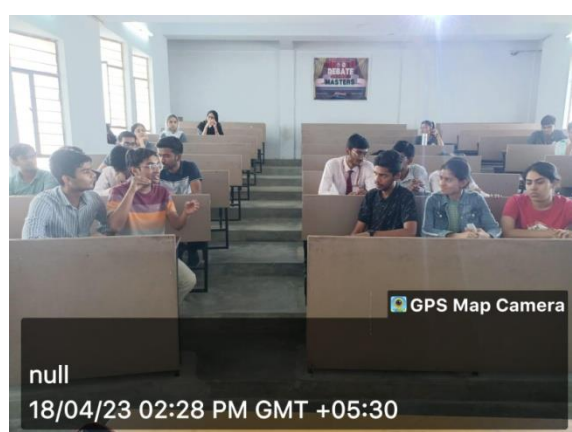 DEBATE
MASTERS
GPS Map Camera
null
18/04/23 02:28 PM GMT +05:30